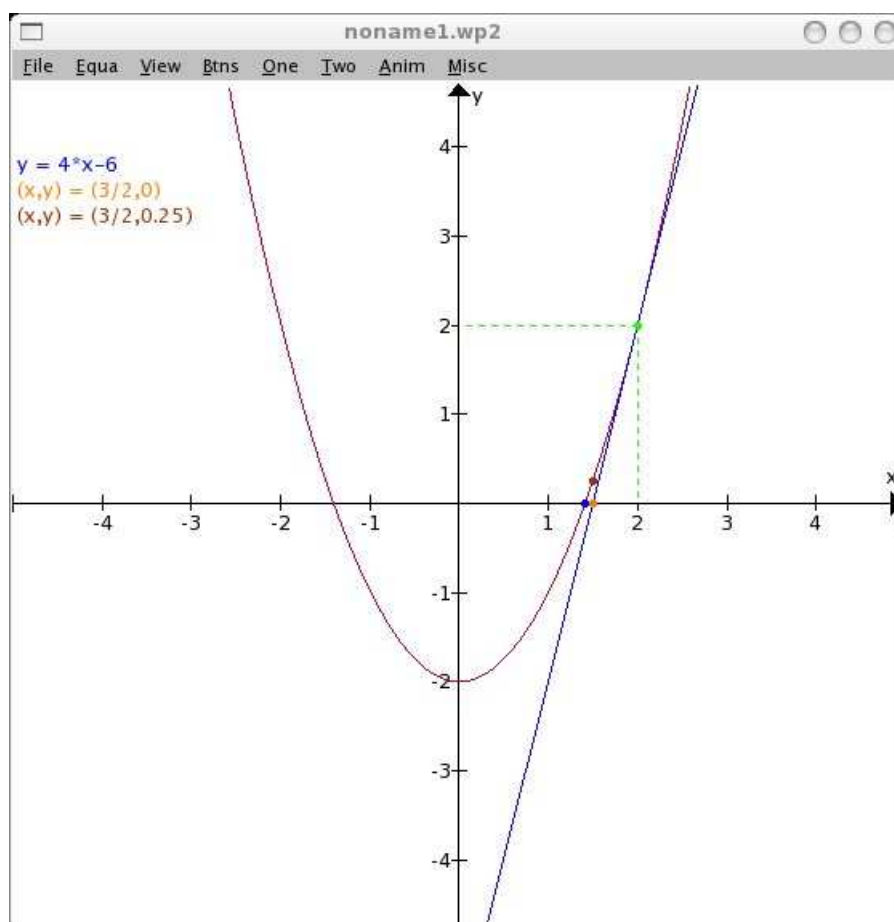 noname1.wp2
File Equa View Btns One Two Anim Misc
y
4
y = 4*x-6
(x,y) = (3/2,0)
(x,y) = (3/2,0.25)
3
2
1
x
-4 -3 -2 -1 1 2 3 4
-1
-2
-3
-4